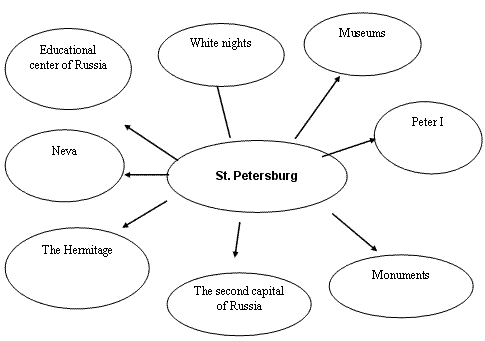 Educational
center of Russia
White nights
Museums
Peter I
Neva
St. Petersburg
The Hermitage
The second capital
of Russia
Monuments